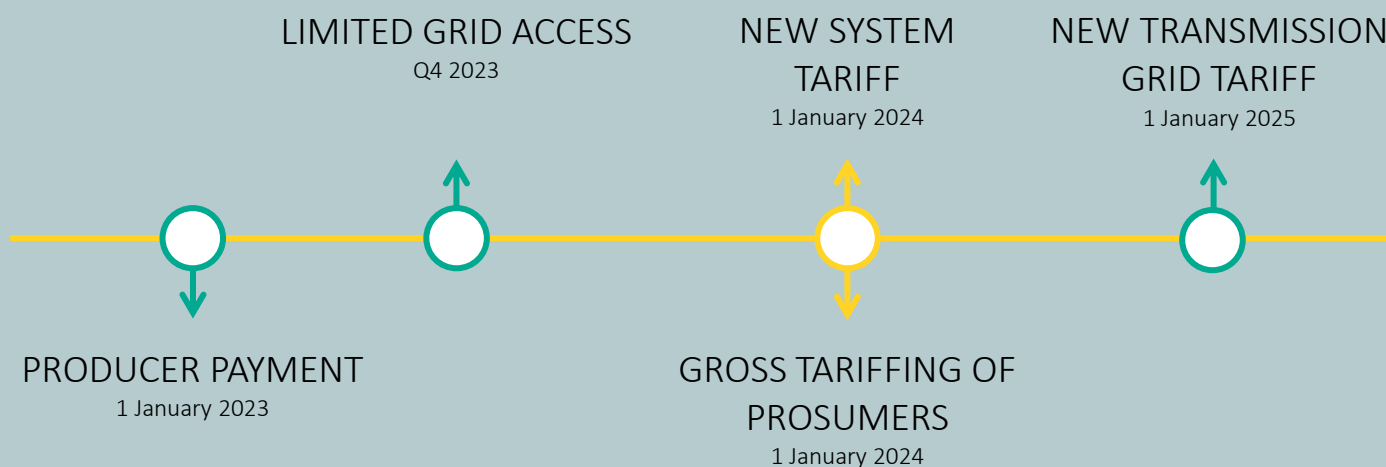 LIMITED GRID ACCESS
Q4 2023
NEW SYSTEM
TARIFF
1 January 2024
NEW TRANSMISSION
GRID TARIFF
1 January 2025
PRODUCER PAYMENT
1 January 2023
GROSS TARIFFING OF
PROSUMERS
1 January 2024